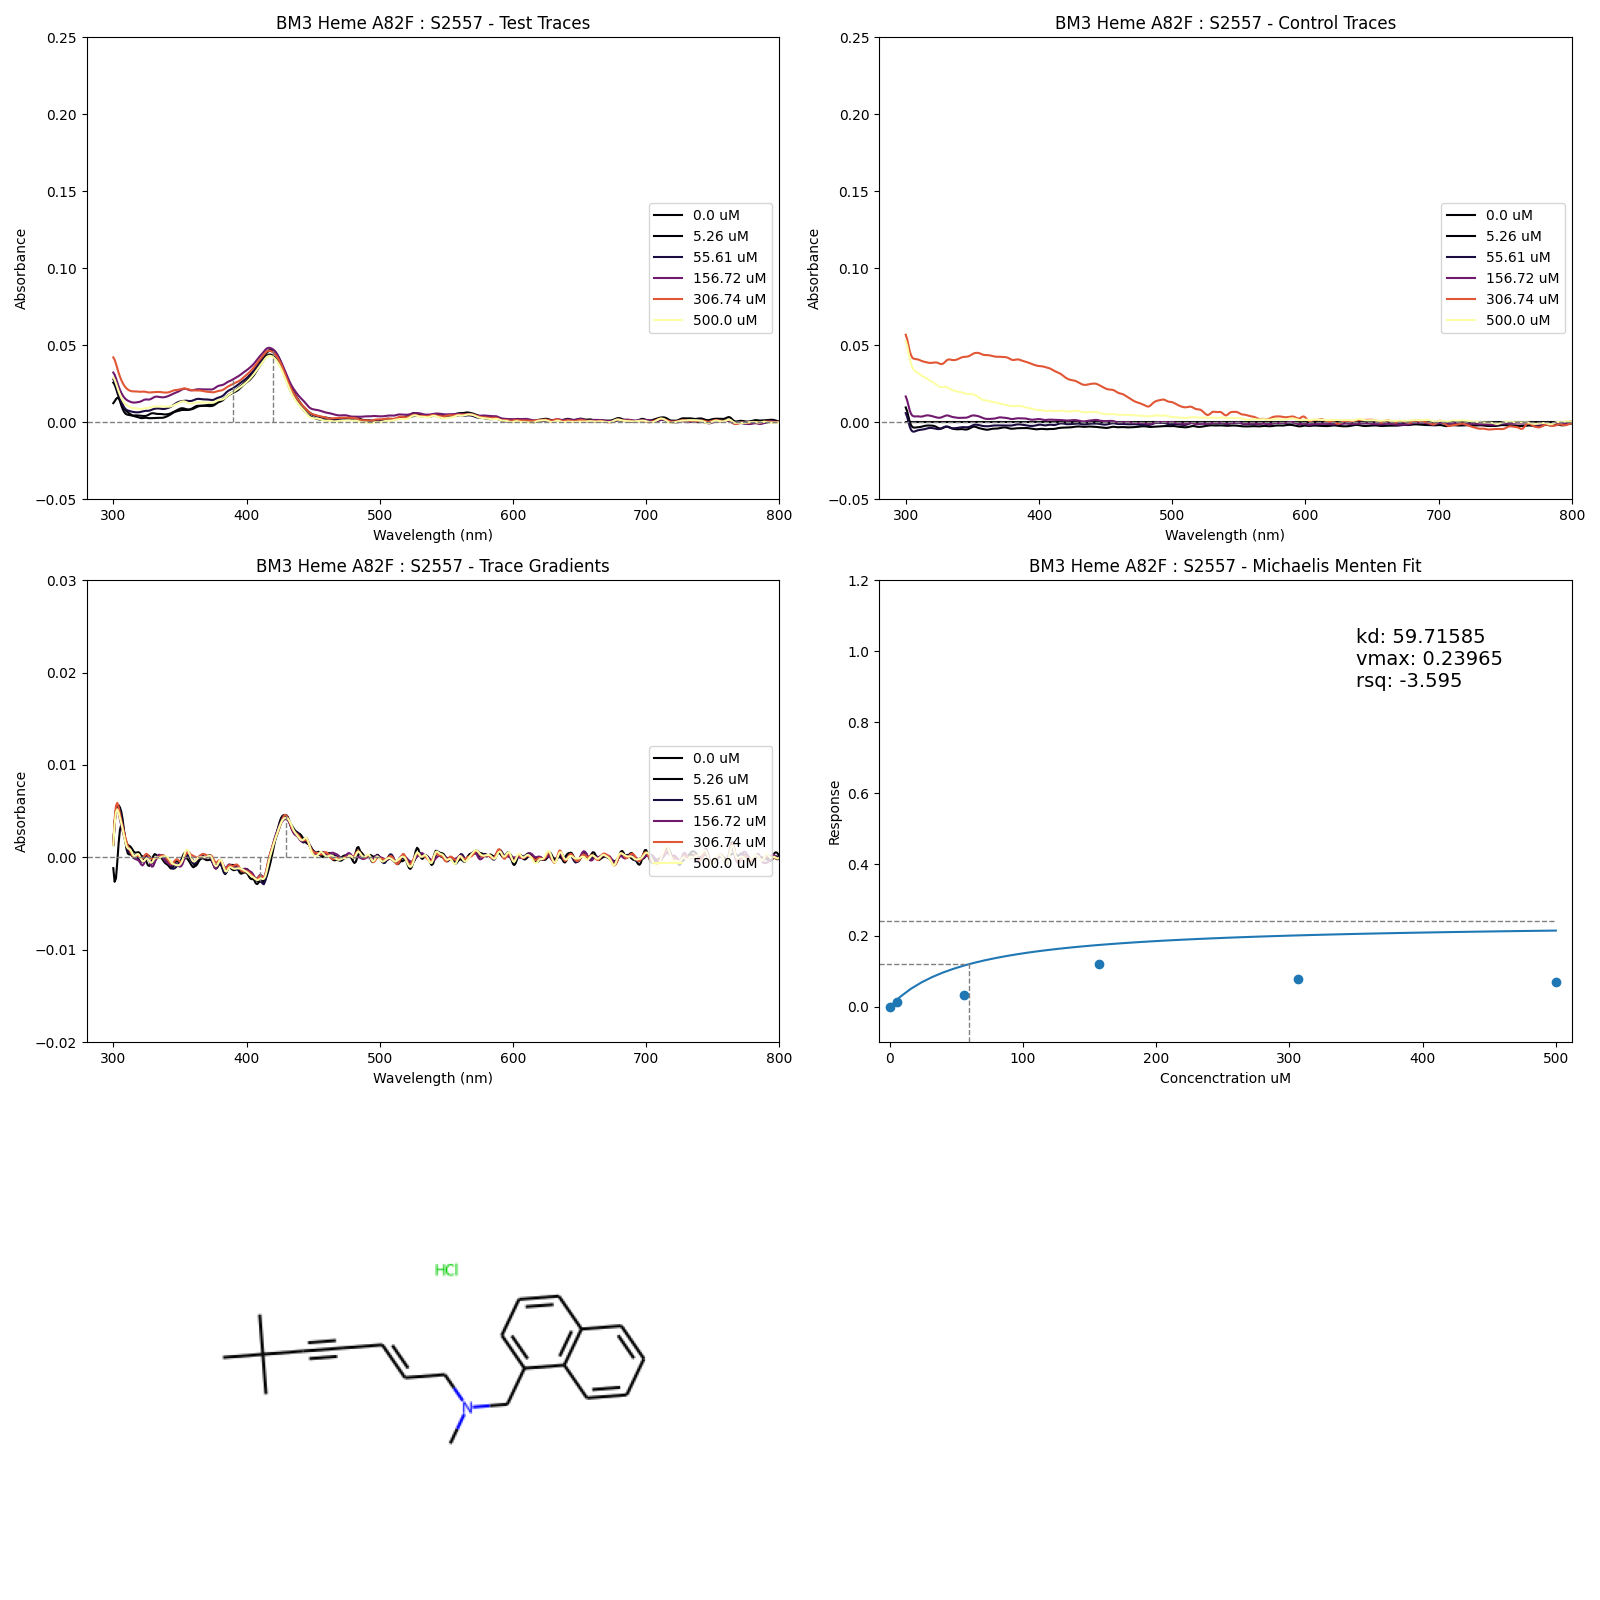 BM3 Heme A82F : S2557 - Test Traces
0.25
0.20
0.15
0.10
0.05
0.00
−0.05
Absorbance
300 400 500 600 700 800
Wavelength (nm)
0.0 uM
5.26 uM
55.61 uM
156.72 uM
306.74 uM
500.0 uM
BM3 Heme A82F : S2557 - Control Traces
0.25
0.20
0.15
0.10
0.05
0.00
−0.05
Absorbance
300 400 500 600 700 800
Wavelength (nm)
0.0 uM
5.26 uM
55.61 uM
156.72 uM
306.74 uM
500.0 uM
BM3 Heme A82F : S2557 - Trace Gradients
0.03
0.02
0.01
0.00
−0.01
−0.02
Absorbance
300 400 500 600 700 800
Wavelength (nm)
0.0 uM
5.26 uM
55.61 uM
156.72 uM
306.74 uM
500.0 uM
BM3 Heme A82F : S2557 - Michaelis Menten Fit
1.2
1.0
0.8
0.6
0.4
0.2
0.0
Response
kd: 59.71585
vmax: 0.23965
rsq: -3.595
0 100 200 300 400 500
Concenctration uM
HCl
N